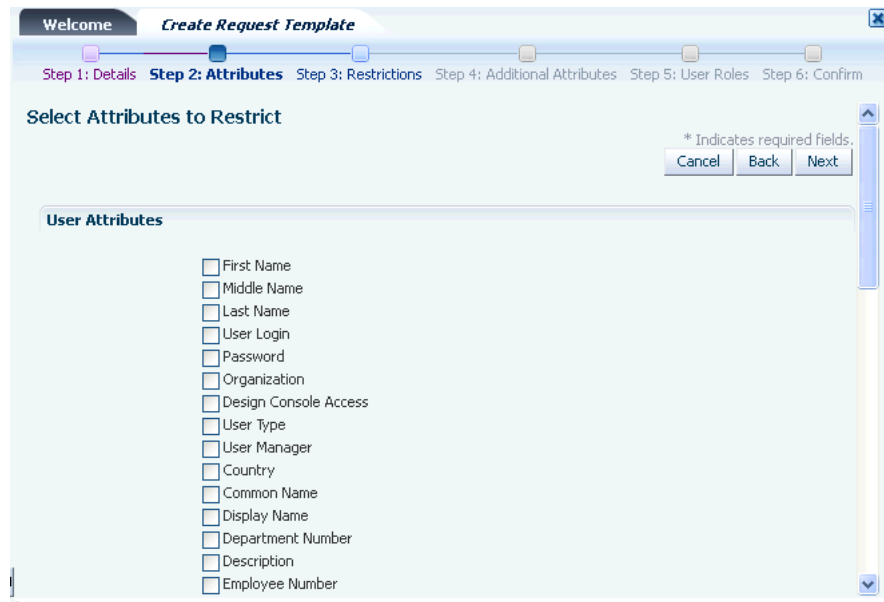 Welcome Create Request Template
Step 1: Details Step 2: Attributes Step 3: Restrictions Step 4: Additional Attributes Step 5: User Roles Step 6: Confirm
Select Attributes to Restrict
* Indicates required fields.
Cancel Back Next
User Attributes
First Name
Middle Name
Last Name
User Login
Password
Organization
Design Console Access
User Type
User Manager
Country
Common Name
Display Name
Department Number
Description
Employee Number